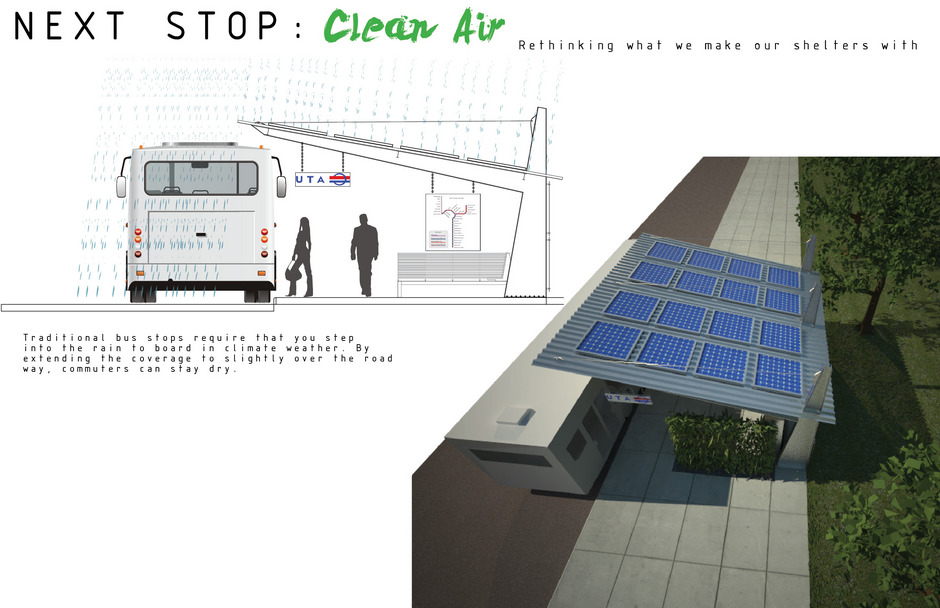 NEXT STOP: Clean Air
Rethinking what we make our shelters with
UTA
Traditional bus stops require that you step
into the rain to board in climate weather. By
extending the coverage to slightly over the road
way, commuters can stay dry.
UTA